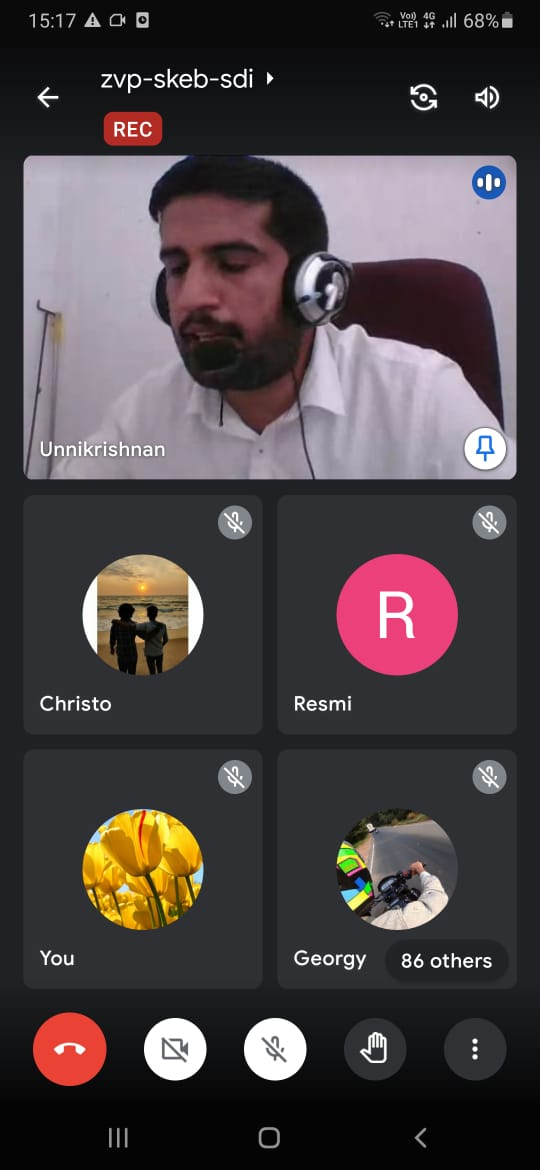 15:17
Vo)) 4G
LTE1
68%
zvp-skeb-sdi
REC
Unnikrishnan
Christo
R
Resmi
You
Georgy
86 others